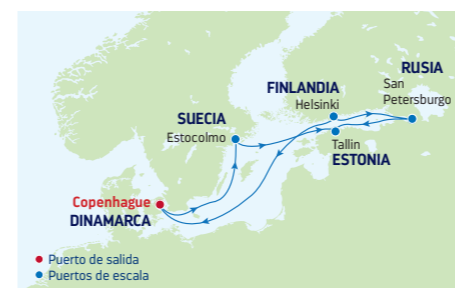 RUSIA
San
Petersburgo
FINLANDIA
Helsinki
SUECIA
Estocolmo
Tallin
ESTONIA
Copenhague
DINAMARCA
Puerto de salida
Puertos de escala